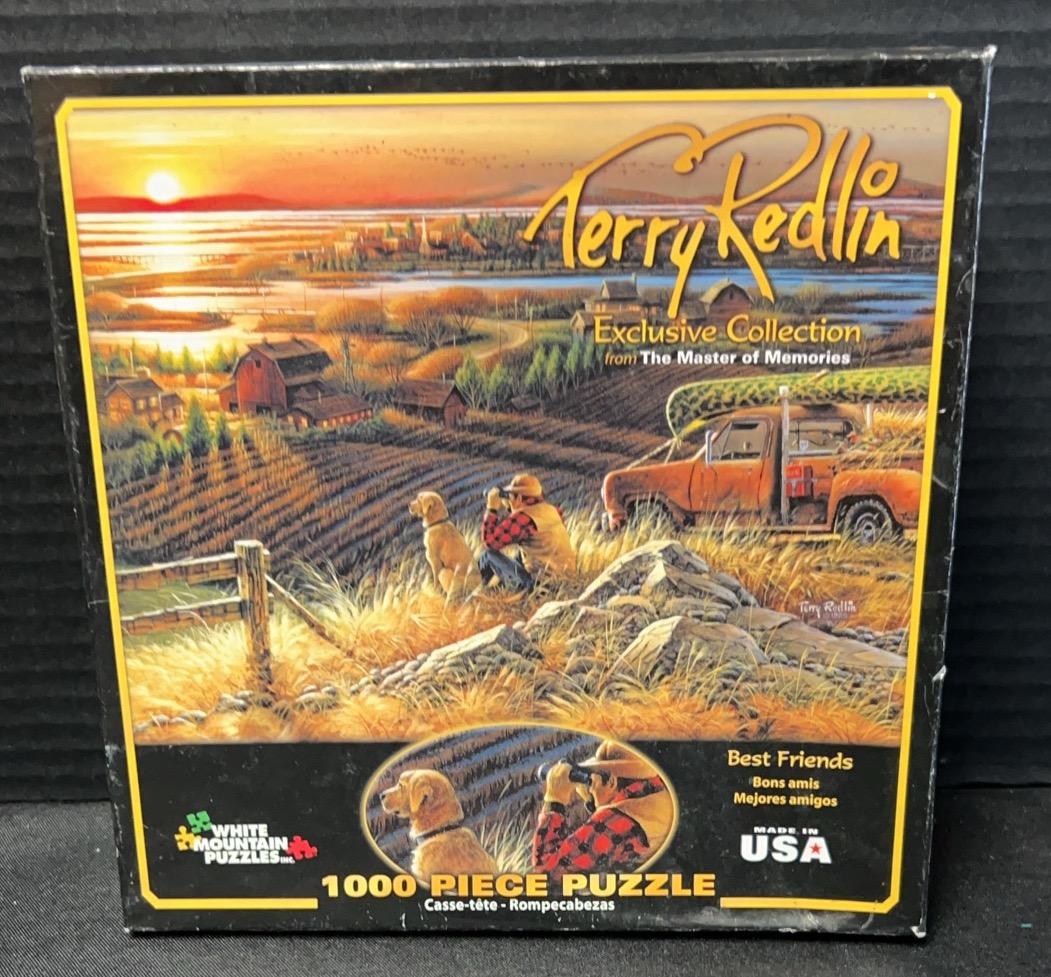 Terry Redlin
Exclusive Collection
from The Master of Memories
Terry Redlin
Best Friends
Bons amis
Mejores amigos
WHITE
MOUNTAIN
PUZZLES INC.
MADE IN
USA
1000 PIECE PUZZLE
Casse-tête - Rompecabezas